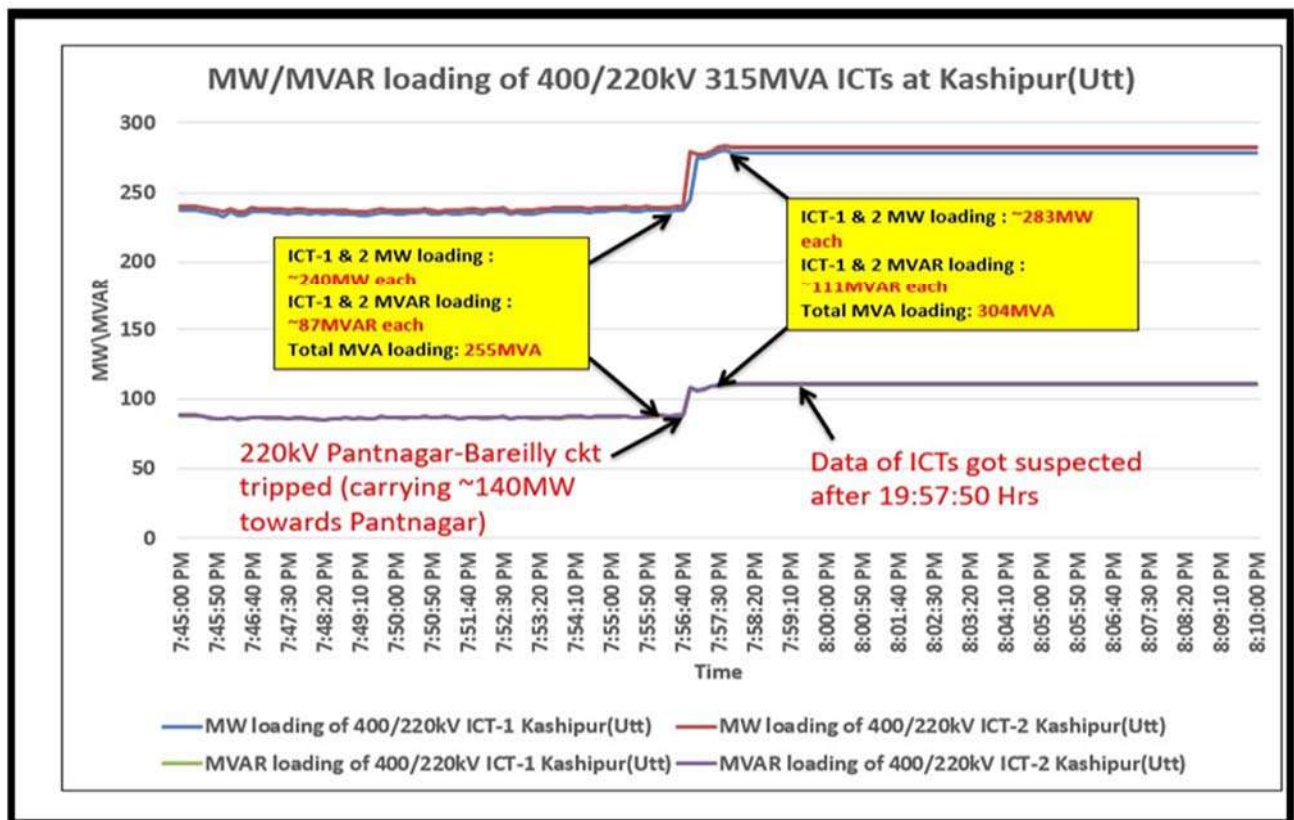 MW/MVAR loading of 400/220kV 315MVA ICTs at Kashipur(Utt)
MW\MVAR
300
250
200
150
100
50
0
ICT-1 & 2 MW loading :
~240MW each
ICT-1 & 2 MVAR loading :
~87MVAR each
Total MVA loading: 255MVA
ICT-1 & 2 MW loading : ~283MW
each
ICT-1 & 2 MVAR loading :
~111MVAR each
Total MVA loading: 304MVA
220kV Pantnagar-Bareilly ckt
tripped (carrying ~140MW
towards Pantnagar)
Data of ICTs got suspected
after 19:57:50 Hrs
7:45:00 PM
7:45:50 PM
7:46:40 PM
7:47:30 PM
7:48:20 PM
7:49:10 PM
7:50:00 PM
7:50:50 PM
7:51:40 PM
7:52:30 PM
7:53:20 PM
7:54:10 PM
7:55:00 PM
7:55:50 PM
7:56:40 PM
7:57:30 PM
7:58:20 PM
7:59:10 PM
8:00:00 PM
8:00:50 PM
8:01:40 PM
8:02:30 PM
8:03:20 PM
8:04:10 PM
8:05:00 PM
8:05:50 PM
8:06:40 PM
8:07:30 PM
8:08:20 PM
8:09:10 PM
8:10:00 PM
Time
MW loading of 400/220kV ICT-1 Kashipur(Utt)
MW loading of 400/220kV ICT-2 Kashipur(Utt)
MVAR loading of 400/220kV ICT-1 Kashipur(Utt)
MVAR loading of 400/220kV ICT-2 Kashipur(Utt)